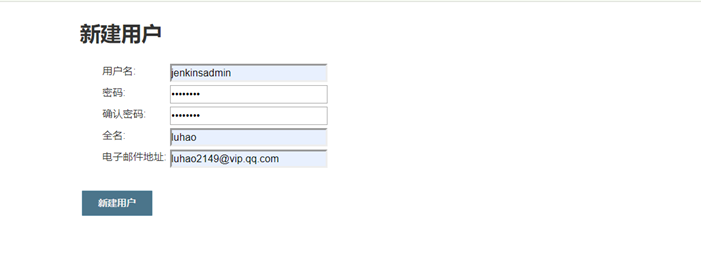 新建用户
用户名: jenkinsadmin
密码: ••••••••
确认密码: ••••••••
全名: luhao
电子邮件地址: luhao2149@vip.qq.com
新建用户